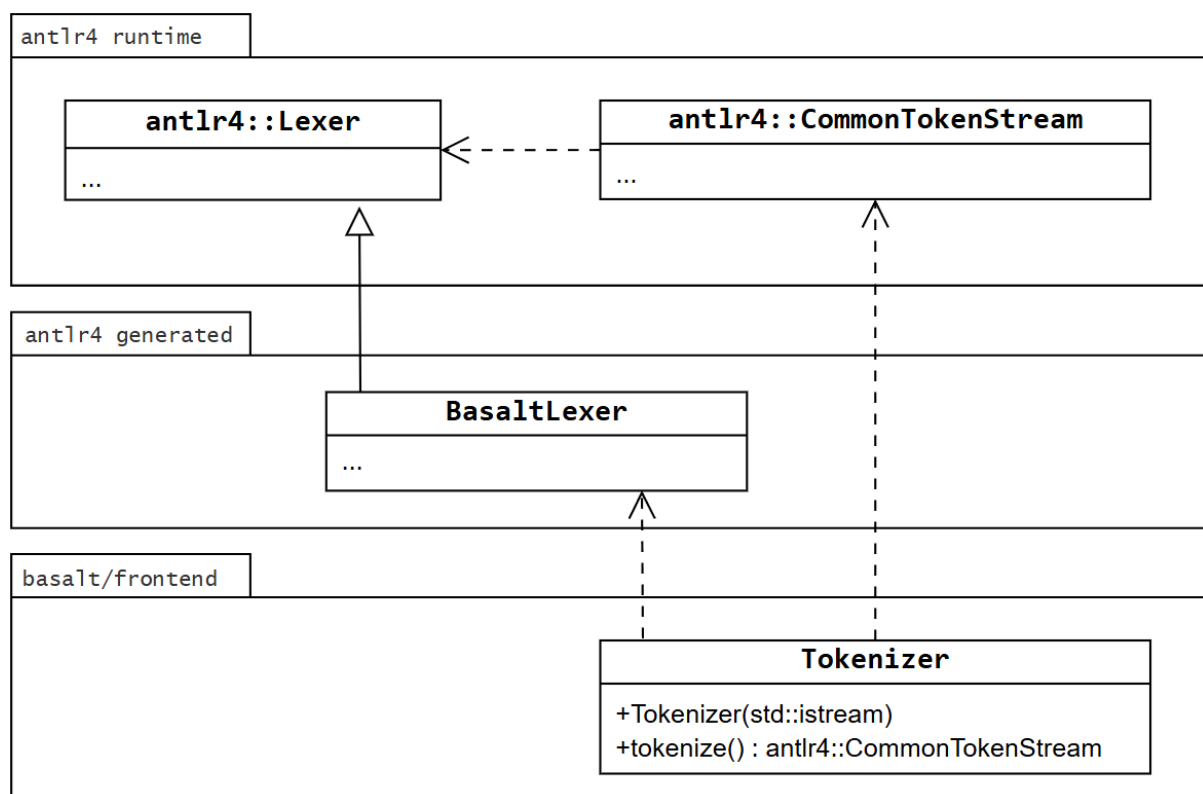 antlr4 runtime
antlr4::Lexer
...
antlr4::CommonTokenStream
...
antlr4 generated
BasaltLexer
...
basalt/frontend
Tokenizer
+Tokenizer(std::istream)
+tokenize() : antlr4::CommonTokenStream